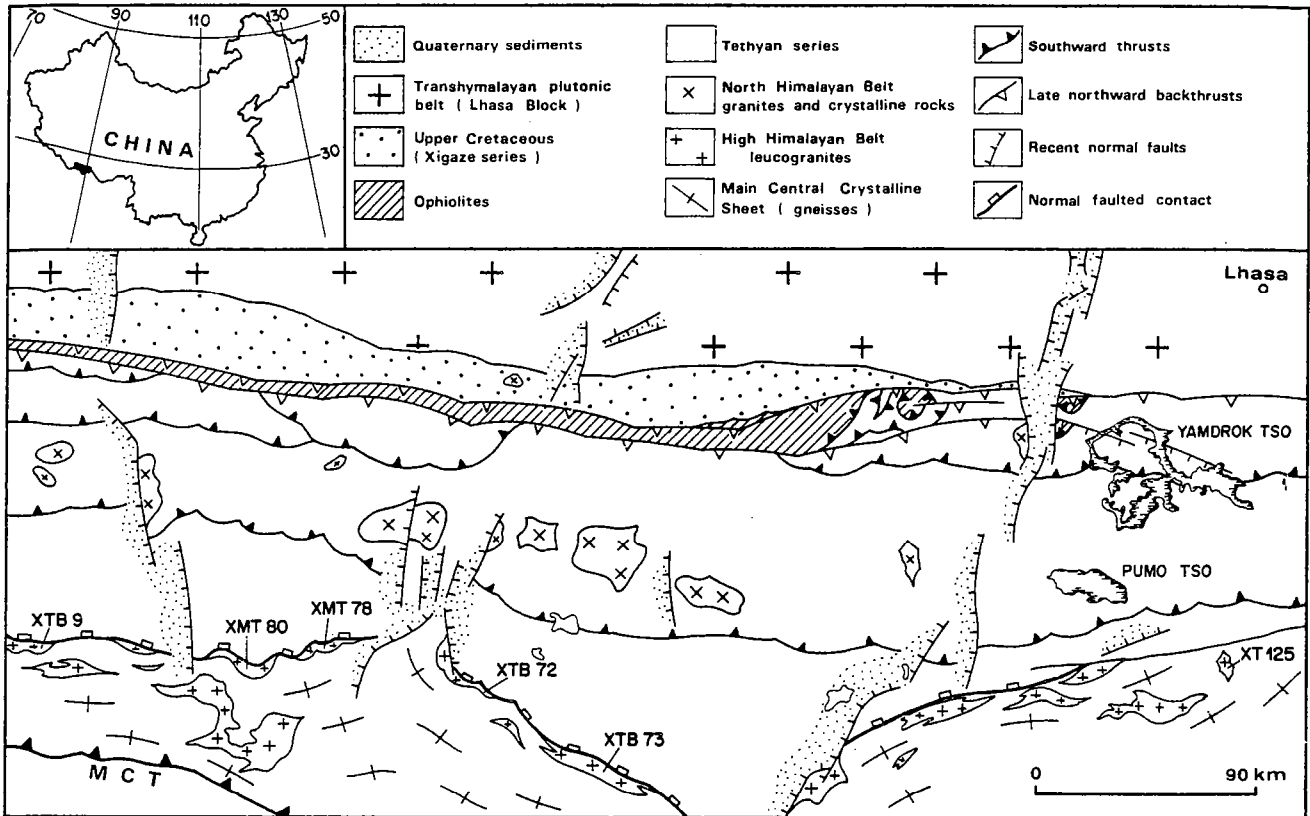 70
90
110
130
50
30
CHINA
Quaternary sediments
Transhymalayan plutonic
belt ( Lhasa Block )
Upper Cretaceous
( Xigaze series )
Ophiolites
Tethyan series
North Himalayan Belt
granites and crystalline rocks
High Himalayan Belt
leucogranites
Main Central Crystalline
Sheet ( gneisses )
Southward thrusts
Late northward backthrusts
Recent normal faults
Normal faulted contact
Lhasa
YAMDROK TSO
PUMO TSO
XTB 9
XMT 80
XMT 78
XTB 72
XTB 73
XT 125
MCT
0 90 km